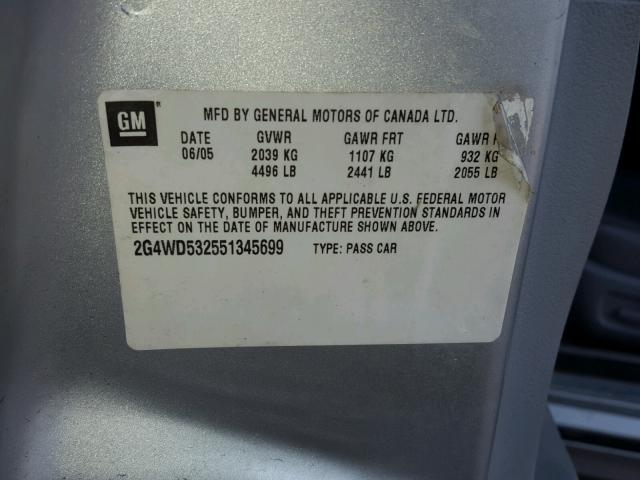 GM ® MFD BY GENERAL MOTORS OF CANADA LTD.
DATE GVWR GAWR FRT GAWR
06/05 2039 KG 1107 KG 932 KG
4496 LB 2441 LB 2055 LB
THIS VEHICLE CONFORMS TO ALL APPLICABLE U.S. FEDERAL MOTOR
VEHICLE SAFETY, BUMPER, AND THEFT PREVENTION STANDARDS IN
EFFECT ON THE DATE OF MANUFACTURE SHOWN ABOVE.
2G4WD532551345699 TYPE: PASS CAR